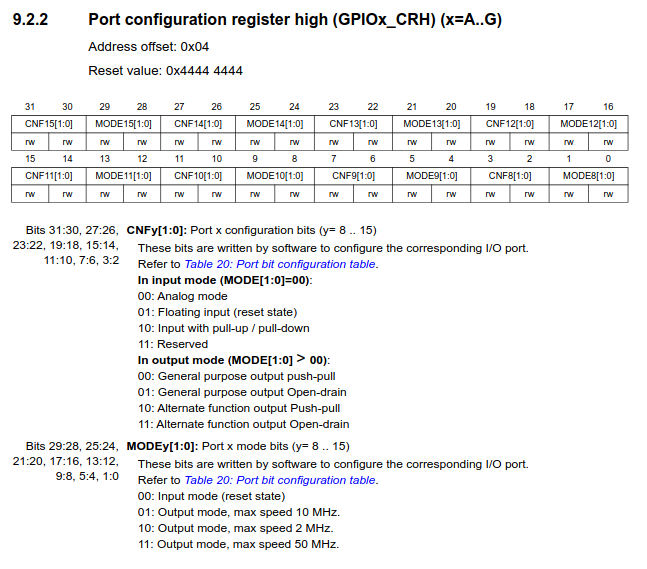 9.2.2 Port configuration register high (GPIOx_CRH) (x=A..G)
Address offset: 0x04
Reset value: 0x4444 4444
31 30 29 28 27 26 25 24 23 22 21 20 19 18 17 16
CNF15[1:0] MODE15[1:0] CNF14[1:0] MODE14[1:0] CNF13[1:0] MODE13[1:0] CNF12[1:0] MODE12[1:0]
rw rw rw rw rw rw rw rw rw rw rw rw rw rw rw rw
15 14 13 12 11 10 9 8 7 6 5 4 3 2 1 0
CNF11[1:0] MODE11[1:0] CNF10[1:0] MODE10[1:0] CNF9[1:0] MODE9[1:0] CNF8[1:0] MODE8[1:0]
rw rw rw rw rw rw rw rw rw rw rw rw rw rw rw rw
Bits 31:30, 27:26, CNFy[1:0]: Port x configuration bits (y= 8 .. 15)
23:22, 19:18, 15:14, These bits are written by software to configure the corresponding I/O port.
11:10, 7:6, 3:2 Refer to Table 20: Port bit configuration table.
In input mode (MODE[1:0]=00):
00: Analog mode
01: Floating input (reset state)
10: Input with pull-up / pull-down
11: Reserved
In output mode (MODE[1:0] > 00):
00: General purpose output push-pull
01: General purpose output Open-drain
10: Alternate function output Push-pull
11: Alternate function output Open-drain
Bits 29:28, 25:24, MODEy[1:0]: Port x mode bits (y= 8 .. 15)
21:20, 17:16, 13:12, These bits are written by software to configure the corresponding I/O port.
9:8, 5:4, 1:0 Refer to Table 20: Port bit configuration table.
00: Input mode (reset state)
01: Output mode, max speed 10 MHz.
10: Output mode, max speed 2 MHz.
11: Output mode, max speed 50 MHz.